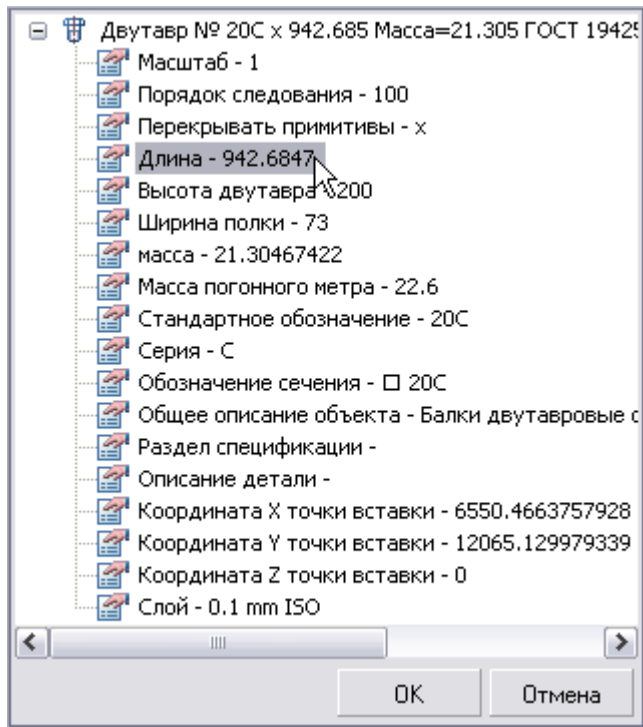 Двутавр № 20С x 942.685 Масса=21.305 ГОСТ 19425
Масштаб - 1
Порядок следования - 100
Перекрывать примитивы - x
Длина - 942.6847
Высота двутавра - 200
Ширина полки - 73
масса - 21.30467422
Масса погонного метра - 22.6
Стандартное обозначение - 20С
Серия - С
Обозначение сечения - □ 20С
Общее описание объекта - Балки двутавровые с
Раздел спецификации -
Описание детали -
Координата X точки вставки - 6550.4663757928
Координата Y точки вставки - 12065.129979339
Координата Z точки вставки - 0
Слой - 0.1 mm ISO
OK Отмена